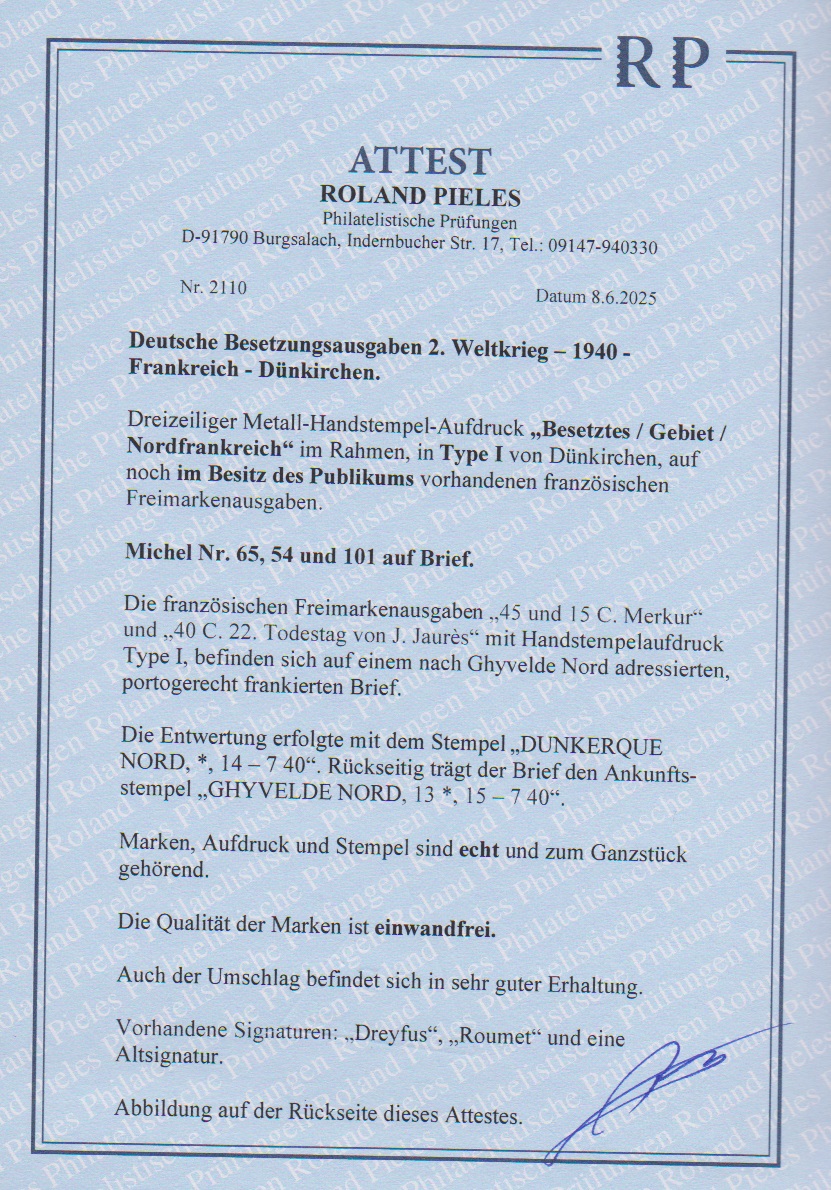 RP
ATTEST
ROLAND PIELES
Philatelistische Prüfungen
D-91790 Burgsalach, Indernbucher Str. 17, Tel.: 09147-940330
Nr. 2110
Datum 8.6.2025
Deutsche Besetzungsausgaben 2. Weltkrieg – 1940 -
Frankreich - Dünkirchen.
Dreizeiliger Metall-Handstempel-Aufdruck „Besetztes / Gebiet /
Nordfrankreich“ im Rahmen, in Type I von Dünkirchen, auf
noch im Besitz des Publikums vorhandenen französischen
Freimarkenausgaben.
Michel Nr. 65, 54 und 101 auf Brief.
Die französischen Freimarkenausgaben „45 und 15 C. Merkur“
und „40 C. 22. Todestag von J. Jaurès“ mit Handstempelaufdruck
Type I, befinden sich auf einem nach Ghyvelde Nord adressierten,
portogerecht frankierten Brief.
Die Entwertung erfolgte mit dem Stempel „DUNKERQUE
NORD, *, 14 – 7 40“. Rückseitig trägt der Brief den Ankunfts-
stempel „GHYVELDE NORD, 13 *, 15 – 7 40“.
Marken, Aufdruck und Stempel sind echt und zum Ganzstück
gehörend.
Die Qualität der Marken ist einwandfrei.
Auch der Umschlag befindet sich in sehr guter Erhaltung.
Vorhandene Signaturen: „Dreyfus“, „Roumet“ und eine
Altsignatur.
Abbildung auf der Rückseite dieses Attestes.